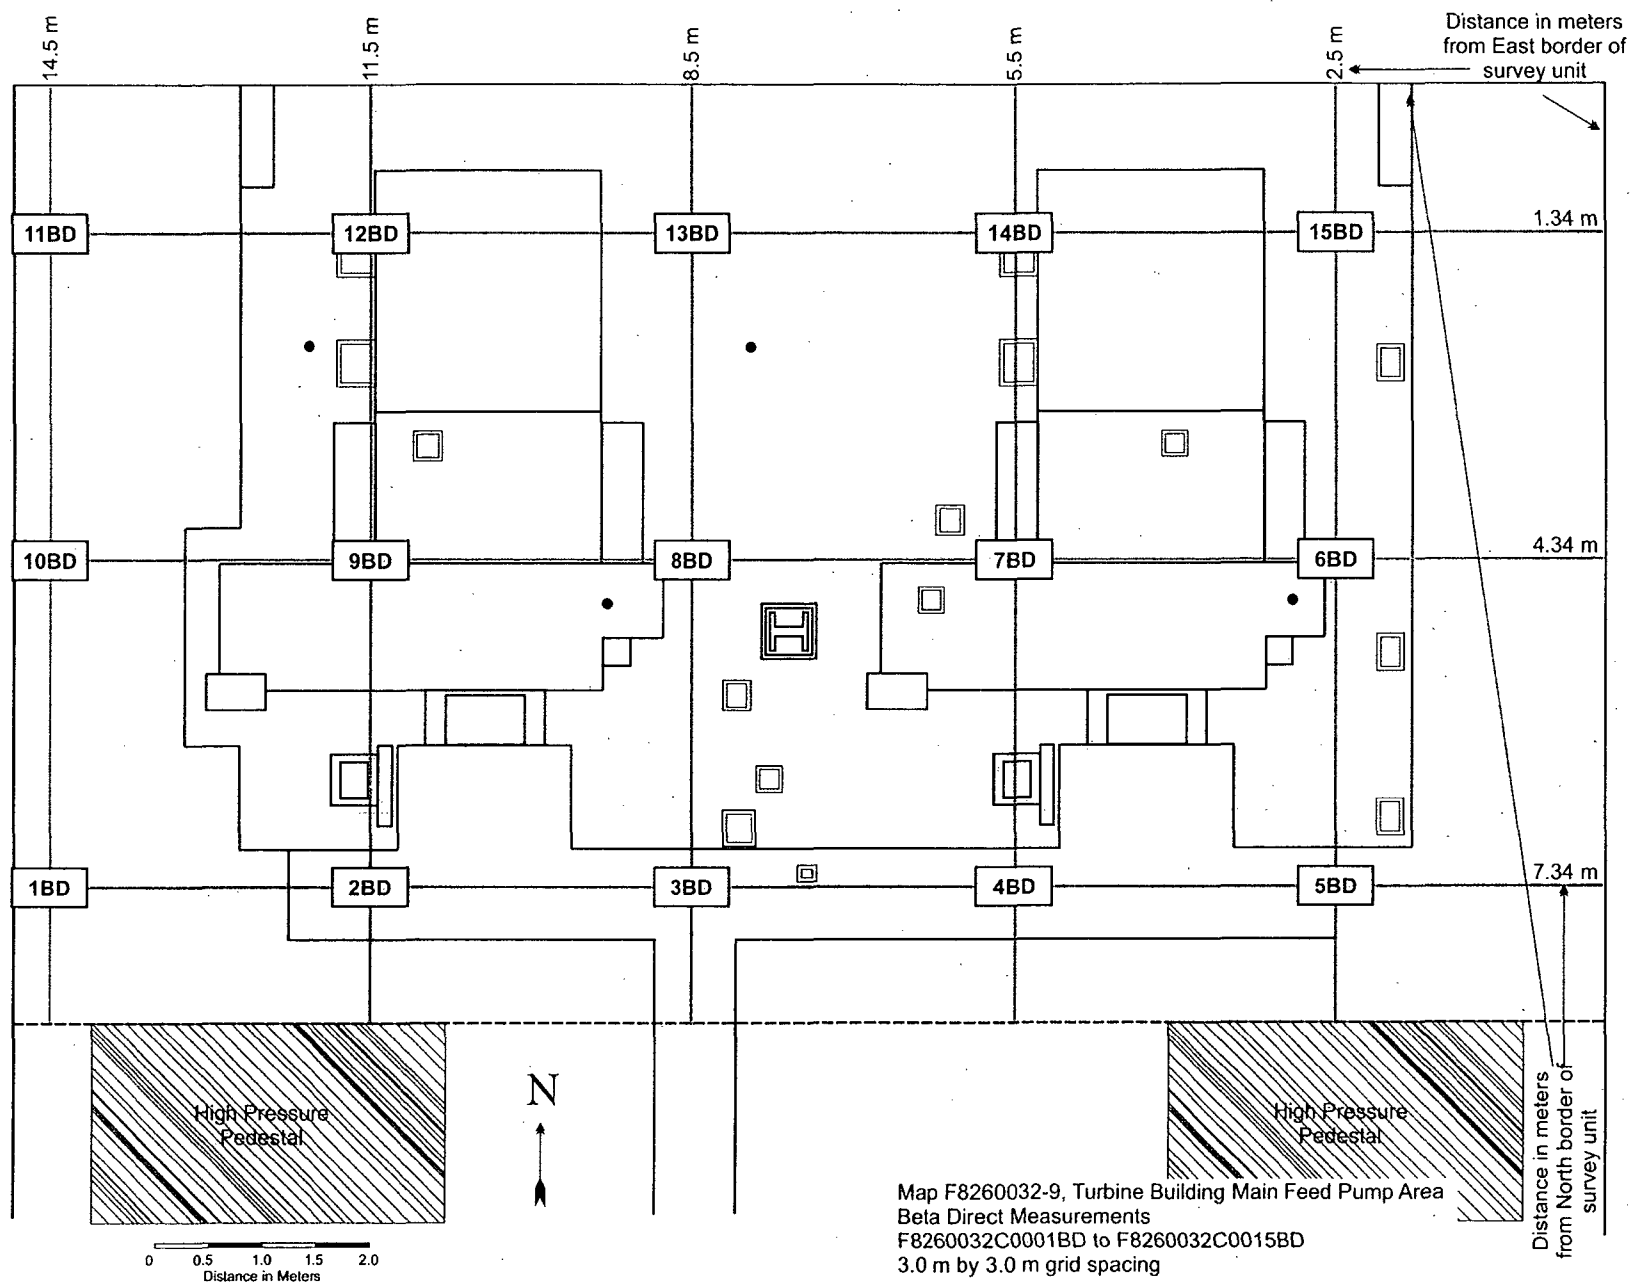 14.5 m
11.5 m
8.5 m
5.5 m
2.5 m
Distance in meters
from East border of
survey unit
11BD
12BD
13BD
14BD
15BD
1.34 m
10BD
9BD
8BD
7BD
6BD
4.34 m
1BD
2BD
3BD
4BD
5BD
7.34 m
High Pressure
Pedestal
N
High Pressure
Pedestal
Distance in meters
from North border of
survey unit
Map F8260032-9, Turbine Building Main Feed Pump Area
Beta Direct Measurements
F8260032C0001BD to F8260032C0015BD
3.0 m by 3.0 m grid spacing
0 0.5 1.0 1.5 2.0
Distance in Meters